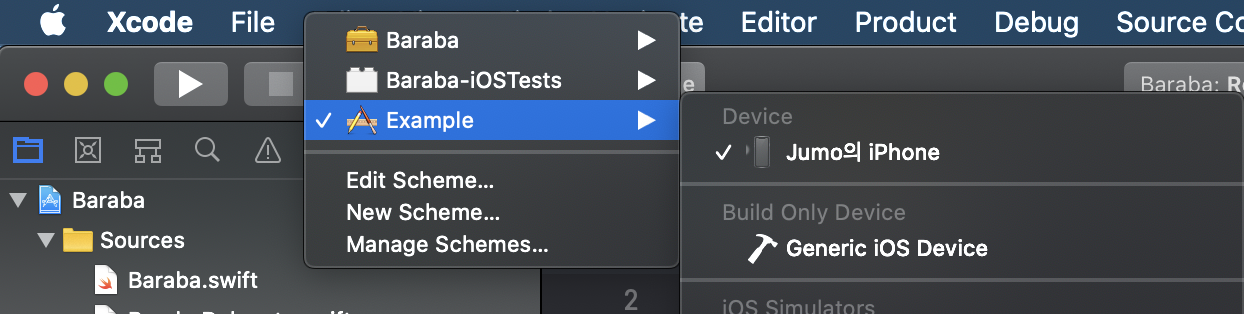 Xcode File te Editor Product Debug Source Co
Baraba
Baraba-iOSTests
Example
Edit Scheme...
New Scheme...
Manage Schemes...
e
Baraba: R
Device
Jumo의 iPhone
Build Only Device
Generic iOS Device
iOS Simulators
Baraba
Sources
Baraba.swift
2